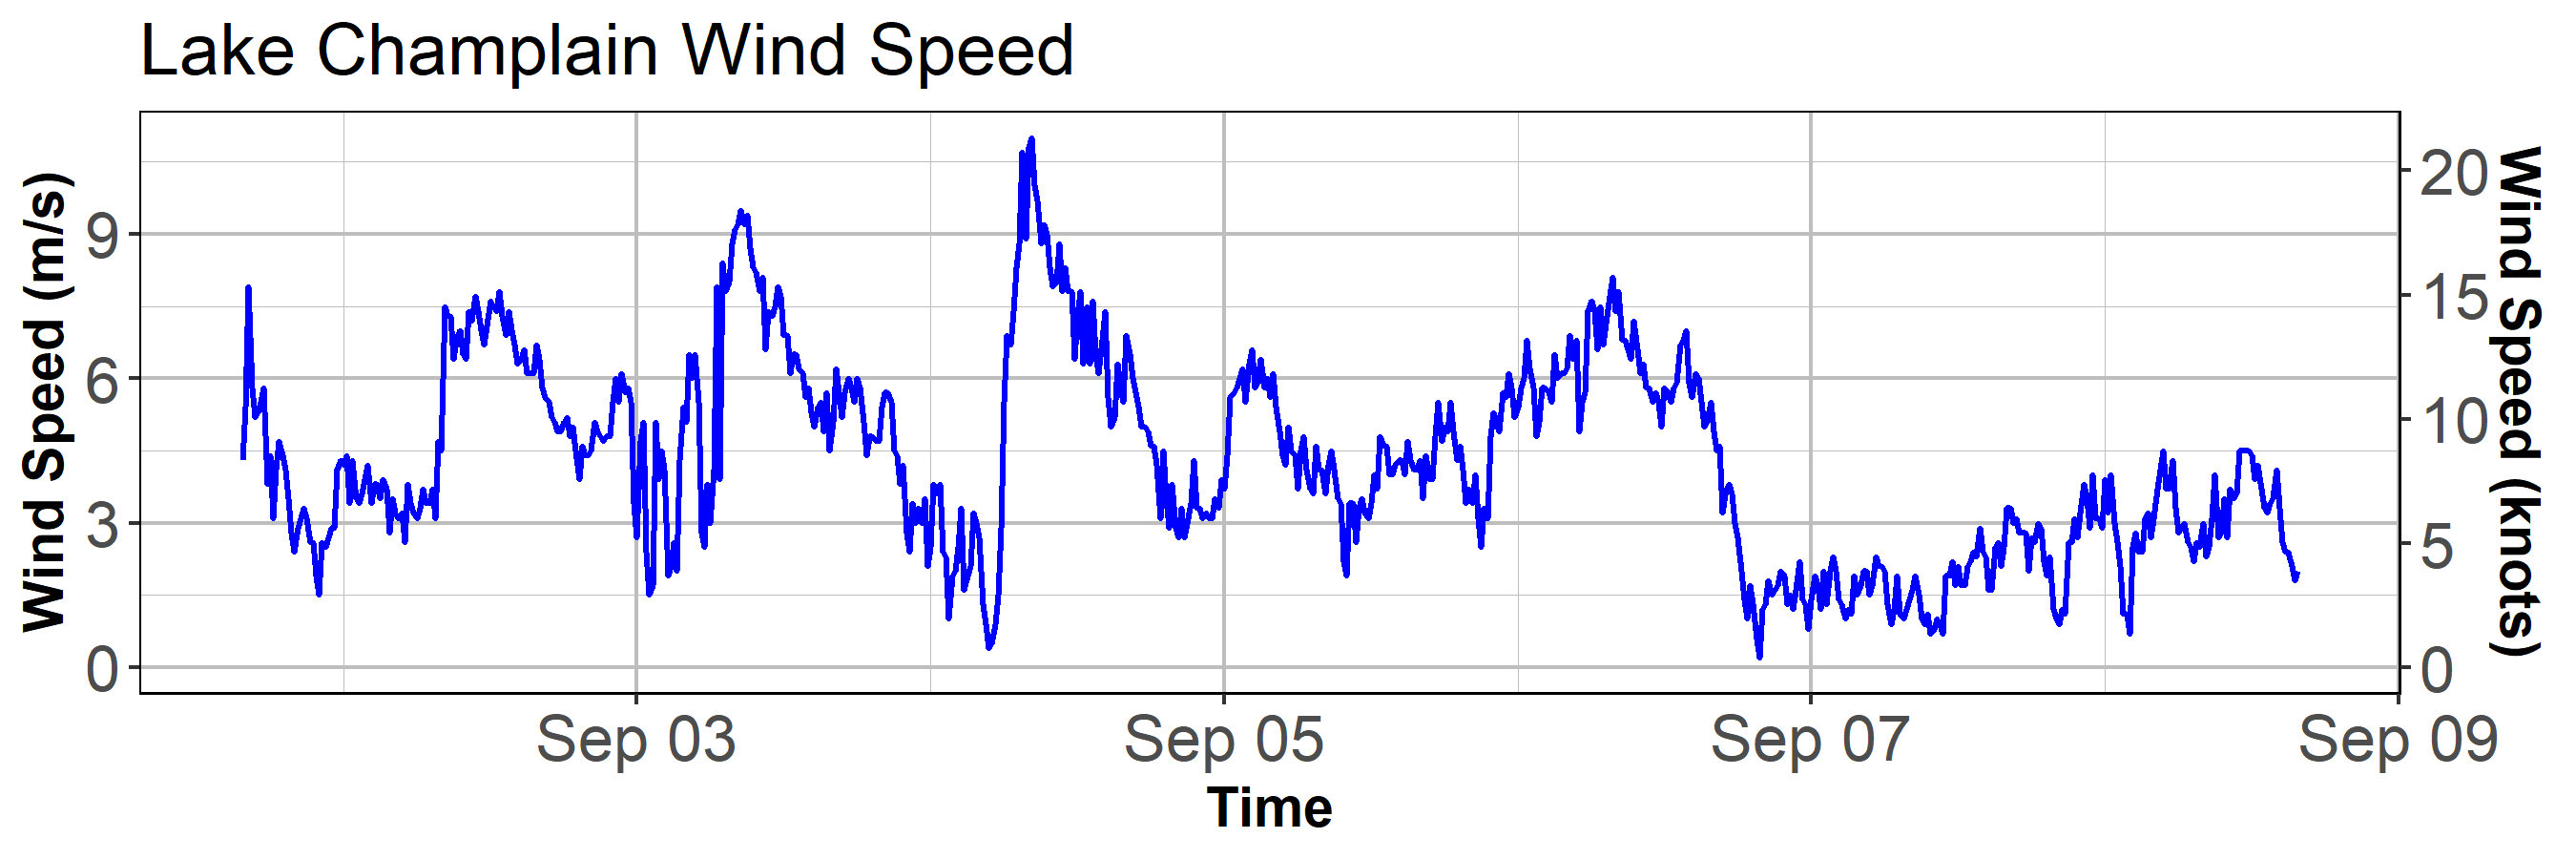 Lake Champlain Wind Speed
Wind Speed (m/s)
9
6
3
0
20
15
10
5
0
Wind Speed (knots)
Sep 03
Sep 05
Sep 07
Sep 09
Time